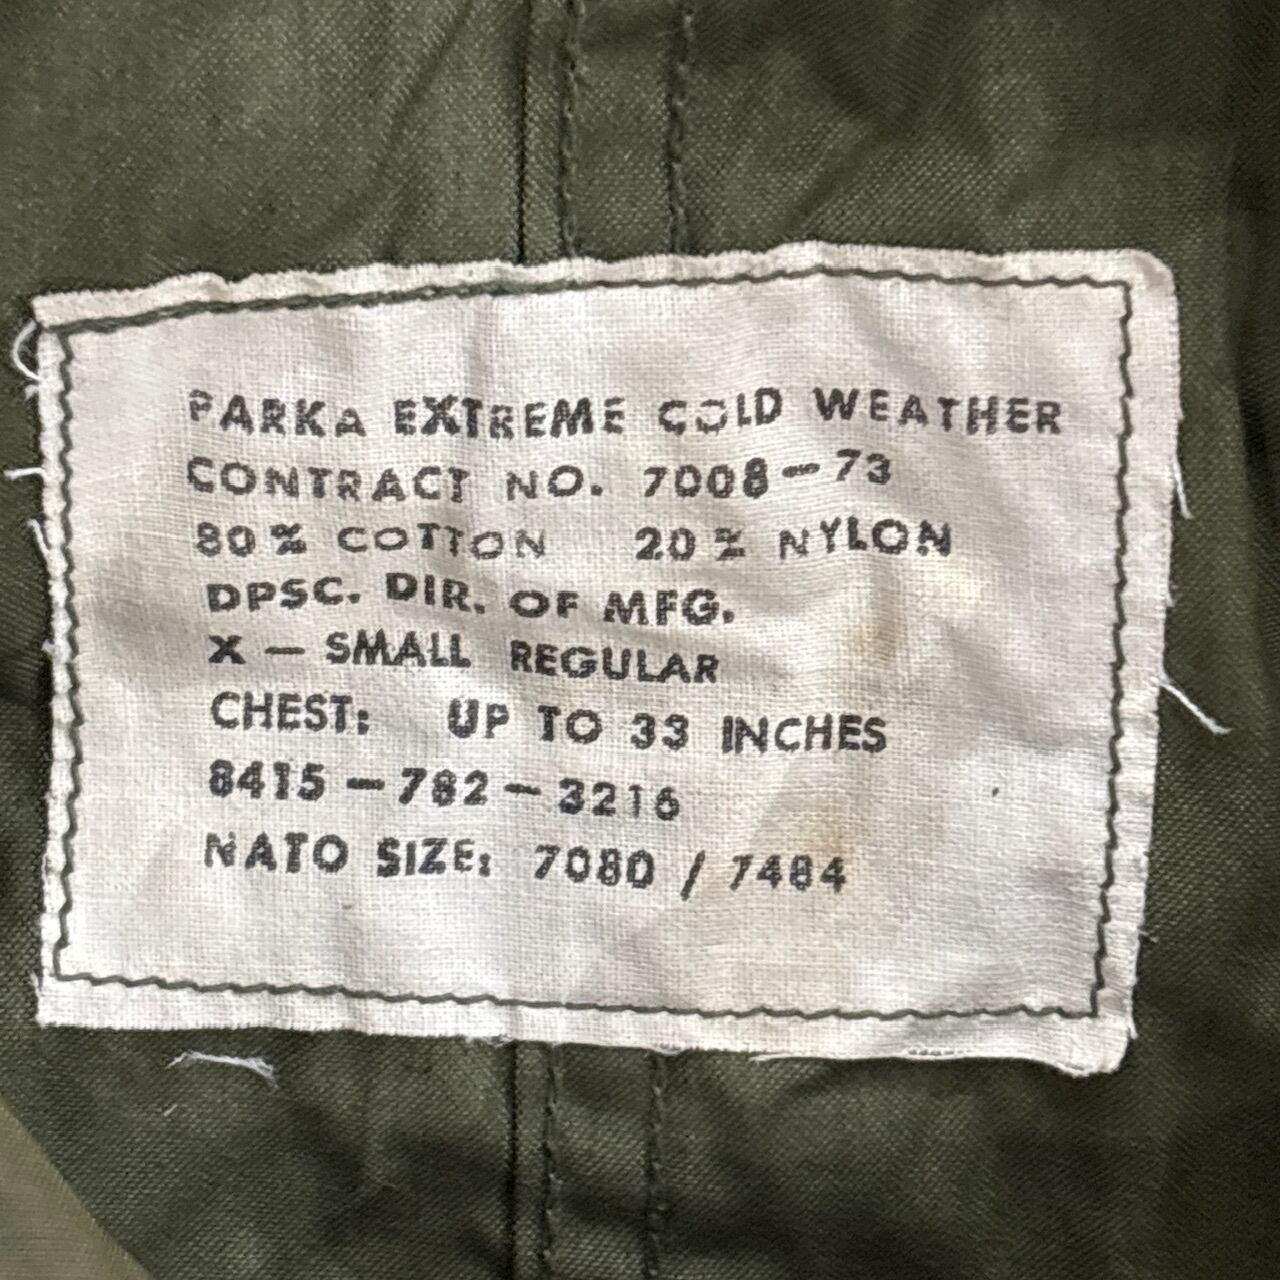 PARKA EXTREME COLD WEATHER
CONTRACT NO. 7008-73
80% COTTON 20% NYLON
DPSC. DIR. OF MFG.
X - SMALL REGULAR
CHEST: UP TO 33 INCHES
8415-782-3216
NATO SIZE: 7080 / 7484